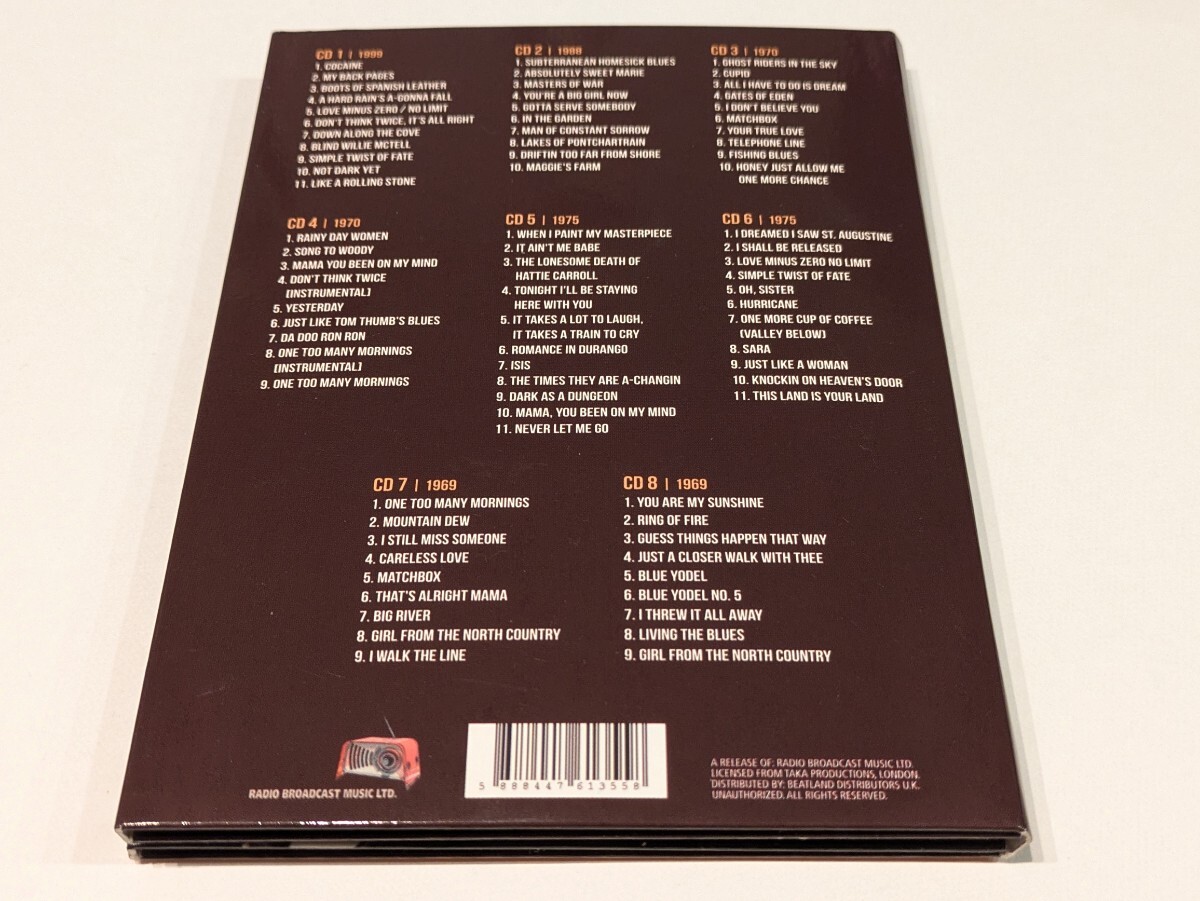 CD 1 | 1999
1. COCAINE
2. MY BACK PAGES
3. BOOTS OF SPANISH LEATHER
4. A HARD RAIN'S A-GONNA FALL
5. LOVE MINUS ZERO / NO LIMIT
6. DON'T THINK TWICE, IT'S ALL RIGHT
7. DOWN ALONG THE COVE
8. BLIND WILLIE MCTELL
9. SIMPLE TWIST OF FATE
10. NOT DARK YET
11. LIKE A ROLLING STONE
CD 2 | 1988
1. SUBTERRANEAN HOMESICK BLUES
2. ABSOLUTELY SWEET MARIE
3. MASTERS OF WAR
4. YOU'RE A BIG GIRL NOW
5. GOTTA SERVE SOMEBODY
6. IN THE GARDEN
7. MAN OF CONSTANT SORROW
8. LAKES OF PONTCHARTRAIN
9. DRIFTIN TOO FAR FROM SHORE
10. MAGGIE'S FARM
CD 3 | 1970
1. GHOST RIDERS IN THE SKY
2. CUPID
3. ALL I HAVE TO DO IS DREAM
4. GATES OF EDEN
5. I DON'T BELIEVE YOU
6. MATCHBOX
7. YOUR TRUE LOVE
8. TELEPHONE LINE
9. FISHING BLUES
10. HONEY JUST ALLOW ME
ONE MORE CHANCE
CD 4 | 1970
1. RAINY DAY WOMEN
2. SONG TO WOODY
3. MAMA YOU BEEN ON MY MIND
4. DON'T THINK TWICE
(INSTRUMENTAL)
5. YESTERDAY
6. JUST LIKE TOM THUMB'S BLUES
7. DA DOO RON RON
8. ONE TOO MANY MORNINGS
(INSTRUMENTAL)
9. ONE TOO MANY MORNINGS
CD 5 | 1975
1. WHEN I PAINT MY MASTERPIECE
2. IT AIN'T ME BABE
3. THE LONESOME DEATH OF
HATTIE CARROLL
4. TONIGHT I'LL BE STAYING
HERE WITH YOU
5. IT TAKES A LOT TO LAUGH,
IT TAKES A TRAIN TO CRY
6. ROMANCE IN DURANGO
7. ISIS
8. THE TIMES THEY ARE A-CHANGIN
9. DARK AS A DUNGEON
10. MAMA, YOU BEEN ON MY MIND
11. NEVER LET ME GO
CD 6 | 1975
1. I DREAMED I SAW ST. AUGUSTINE
2. I SHALL BE RELEASED
3. LOVE MINUS ZERO NO LIMIT
4. SIMPLE TWIST OF FATE
5. OH, SISTER
6. HURRICANE
7. ONE MORE CUP OF COFFEE
(VALLEY BELOW)
8. SARA
9. JUST LIKE A WOMAN
10. KNOCKIN ON HEAVEN'S DOOR
11. THIS LAND IS YOUR LAND
CD 7 | 1969
1. ONE TOO MANY MORNINGS
2. MOUNTAIN DEW
3. I STILL MISS SOMEONE
4. CARELESS LOVE
5. MATCHBOX
6. THAT'S ALRIGHT MAMA
7. BIG RIVER
8. GIRL FROM THE NORTH COUNTRY
9. I WALK THE LINE
CD 8 | 1969
1. YOU ARE MY SUNSHINE
2. RING OF FIRE
3. GUESS THINGS HAPPEN THAT WAY
4. JUST A CLOSER WALK WITH THEE
5. BLUE YODEL
6. BLUE YODEL NO. 5
7. I THREW IT ALL AWAY
8. LIVING THE BLUES
9. GIRL FROM THE NORTH COUNTRY
RADIO BROADCAST MUSIC LTD.
5 888447 613558
A RELEASE OF: RADIO BROADCAST MUSIC LTD.
LICENSED FROM TAKA PRODUCTIONS, LONDON.
DISTRIBUTED BY: BEATLAND DISTRIBUTORS U.K.
UNAUTHORIZED. ALL RIGHTS RESERVED.